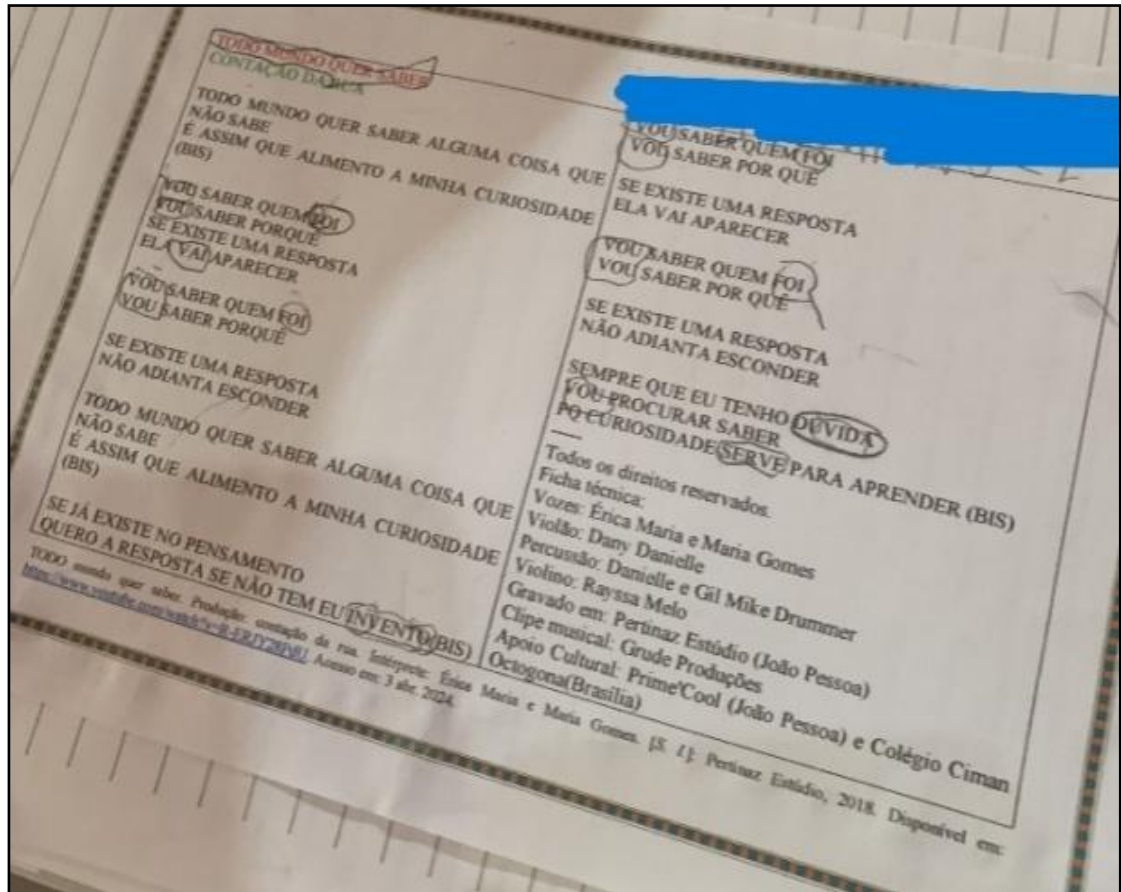 TODO MUNDO QUER SABER
CONTAÇÃO DA RUA
TODO MUNDO QUER SABER ALGUMA COISA QUE
NÃO SABE
É ASSIM QUE ALIMENTO A MINHA CURIOSIDADE
(BIS)
VOU SABER QUEM FOI
VOU SABER PORQUÊ
SE EXISTE UMA RESPOSTA
ELA VAI APARECER
VOU SABER QUEM FOI
VOU SABER PORQUÊ
SE EXISTE UMA RESPOSTA
NÃO ADIANTA ESCONDER
TODO MUNDO QUER SABER ALGUMA COISA QUE
NÃO SABE
É ASSIM QUE ALIMENTO A MINHA CURIOSIDADE
(BIS)
SE JÁ EXISTE NO PENSAMENTO
QUERO A RESPOSTA SE NÃO TEM EU INVENTO (BIS)
VOU SABER QUEM FOI
VOU SABER POR QUÊ
SE EXISTE UMA RESPOSTA
ELA VAI APARECER
VOU SABER QUEM FOI
VOU SABER POR QUÊ
SE EXISTE UMA RESPOSTA
NÃO ADIANTA ESCONDER
SEMPRE QUE EU TENHO DÚVIDA
VOU PROCURAR SABER
PQ CURIOSIDADE SERVE PARA APRENDER (BIS)
Todos os direitos reservados.
Ficha técnica:
Vozes: Érica Maria e Maria Gomes
Violão: Dany Danielle
Percussão: Danielle e Gil Mike Drummer
Violino: Rayssa Melo
Gravado em: Pertinaz Estúdio (João Pessoa)
Clipe musical: Grude Produções
Apoio Cultural: Prime'Cool (João Pessoa) e Colégio Ciman
Octogona(Brasília)
TODO mundo quer saber. Produção: contação da rua. Intérprete: Érica Maria e Maria Gomes. [S. l.]: Pertinaz Estúdio, 2018. Disponível em:
Acesso em: 3 abr. 2024.